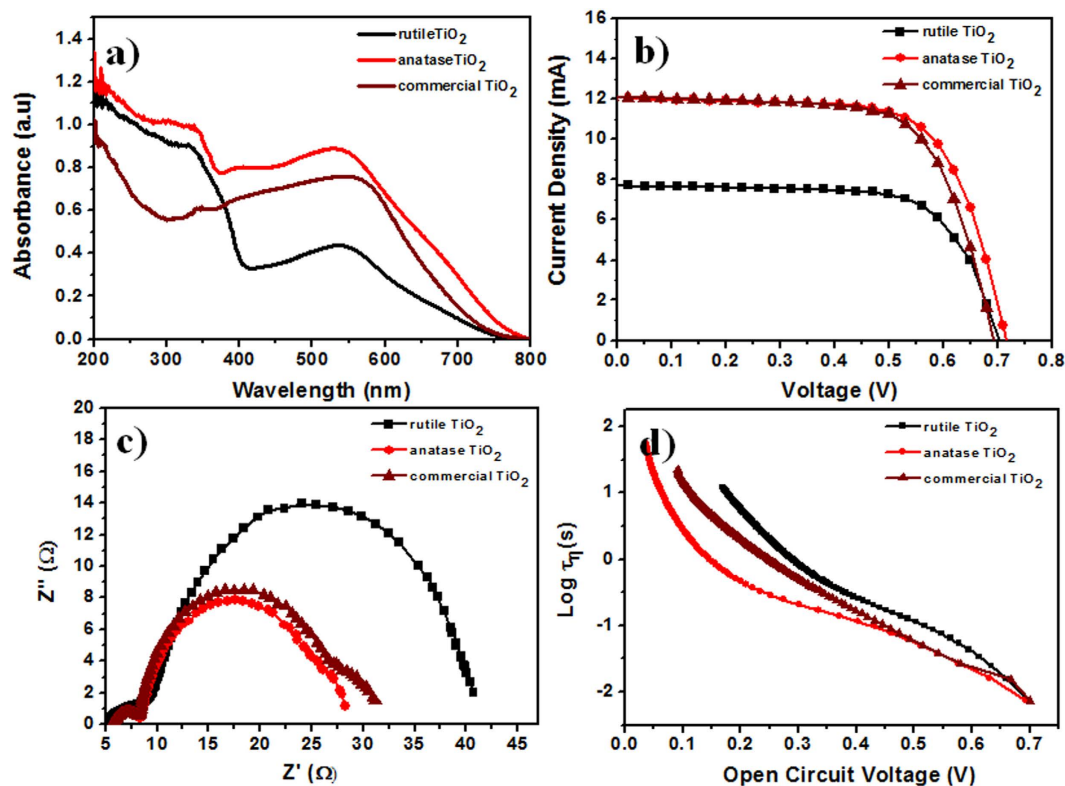 a)
rutileTiO2
anataseTiO2
commercial TiO2
Absorbance (a.u)
1.4
1.2
1.0
0.8
0.6
0.4
0.2
0.0
200 300 400 500 600 700 800
Wavelength (nm)
b)
rutile TiO2
anatase TiO2
commercial TiO2
Current Density (mA)
16
14
12
10
8
6
4
2
0
0.0 0.1 0.2 0.3 0.4 0.5 0.6 0.7 0.8
Voltage (V)
c)
rutile TiO2
anatase TiO2
commercial TiO2
Z'' (Ω)
20
18
16
14
12
10
8
6
4
2
0
5 10 15 20 25 30 35 40 45
Z' (Ω)
d)
rutile TiO2
anatase TiO2
commercial TiO2
Log τη(s)
2
1
0
-1
-2
0.0 0.1 0.2 0.3 0.4 0.5 0.6 0.7
Open Circuit Voltage (V)